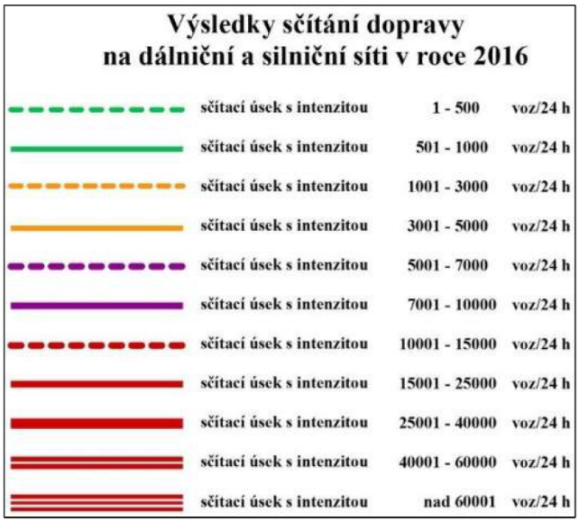 Výsledky sčítání dopravy
na dálniční a silniční síti v roce 2016
sčítací úsek s intenzitou 1 - 500 voz/24 h
sčítací úsek s intenzitou 501 - 1000 voz/24 h
sčítací úsek s intenzitou 1001 - 3000 voz/24 h
sčítací úsek s intenzitou 3001 - 5000 voz/24 h
sčítací úsek s intenzitou 5001 - 7000 voz/24 h
sčítací úsek s intenzitou 7001 - 10000 voz/24 h
sčítací úsek s intenzitou 10001 - 15000 voz/24 h
sčítací úsek s intenzitou 15001 - 25000 voz/24 h
sčítací úsek s intenzitou 25001 - 40000 voz/24 h
sčítací úsek s intenzitou 40001 - 60000 voz/24 h
sčítací úsek s intenzitou nad 60001 voz/24 h